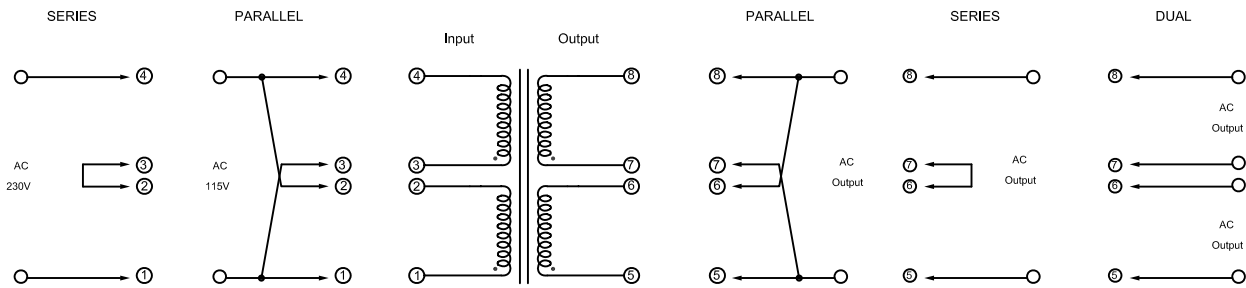 SERIES PARALLEL PARALLEL SERIES DUAL
Input Output
4 4 4 8 8 8 8
AC
Output
3 3 3 7 7 7 7
AC
230V
AC
115V
AC
Output
AC
Output
2 2 2 6 6 6 6
AC
Output
1 1 1 5 5 5 5